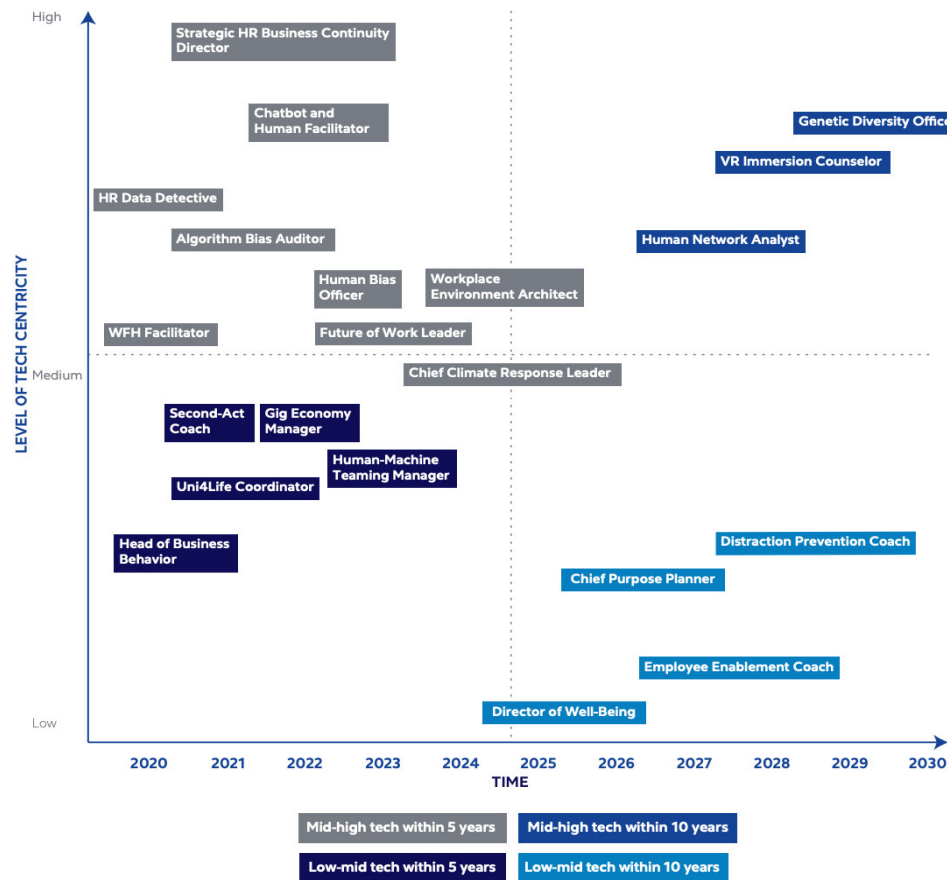 High
Strategic HR Business Continuity
Director
Chatbot and
Human Facilitator
Genetic Diversity Office
VR Immersion Counselor
HR Data Detective
Algorithm Bias Auditor
Human Network Analyst
Human Bias
Officer
Workplace
Environment Architect
WFH Facilitator
Future of Work Leader
LEVEL OF TECH CENTRICITY
Medium
Chief Climate Response Leader
Second-Act
Coach
Gig Economy
Manager
Human-Machine
Teaming Manager
Uni4Life Coordinator
Head of Business
Behavior
Distraction Prevention Coach
Chief Purpose Planner
Employee Enablement Coach
Director of Well-Being
Low
2020 2021 2022 2023 2024 2025 2026 2027 2028 2029 2030
TIME
Mid-high tech within 5 years
Mid-high tech within 10 years
Low-mid tech within 5 years
Low-mid tech within 10 years